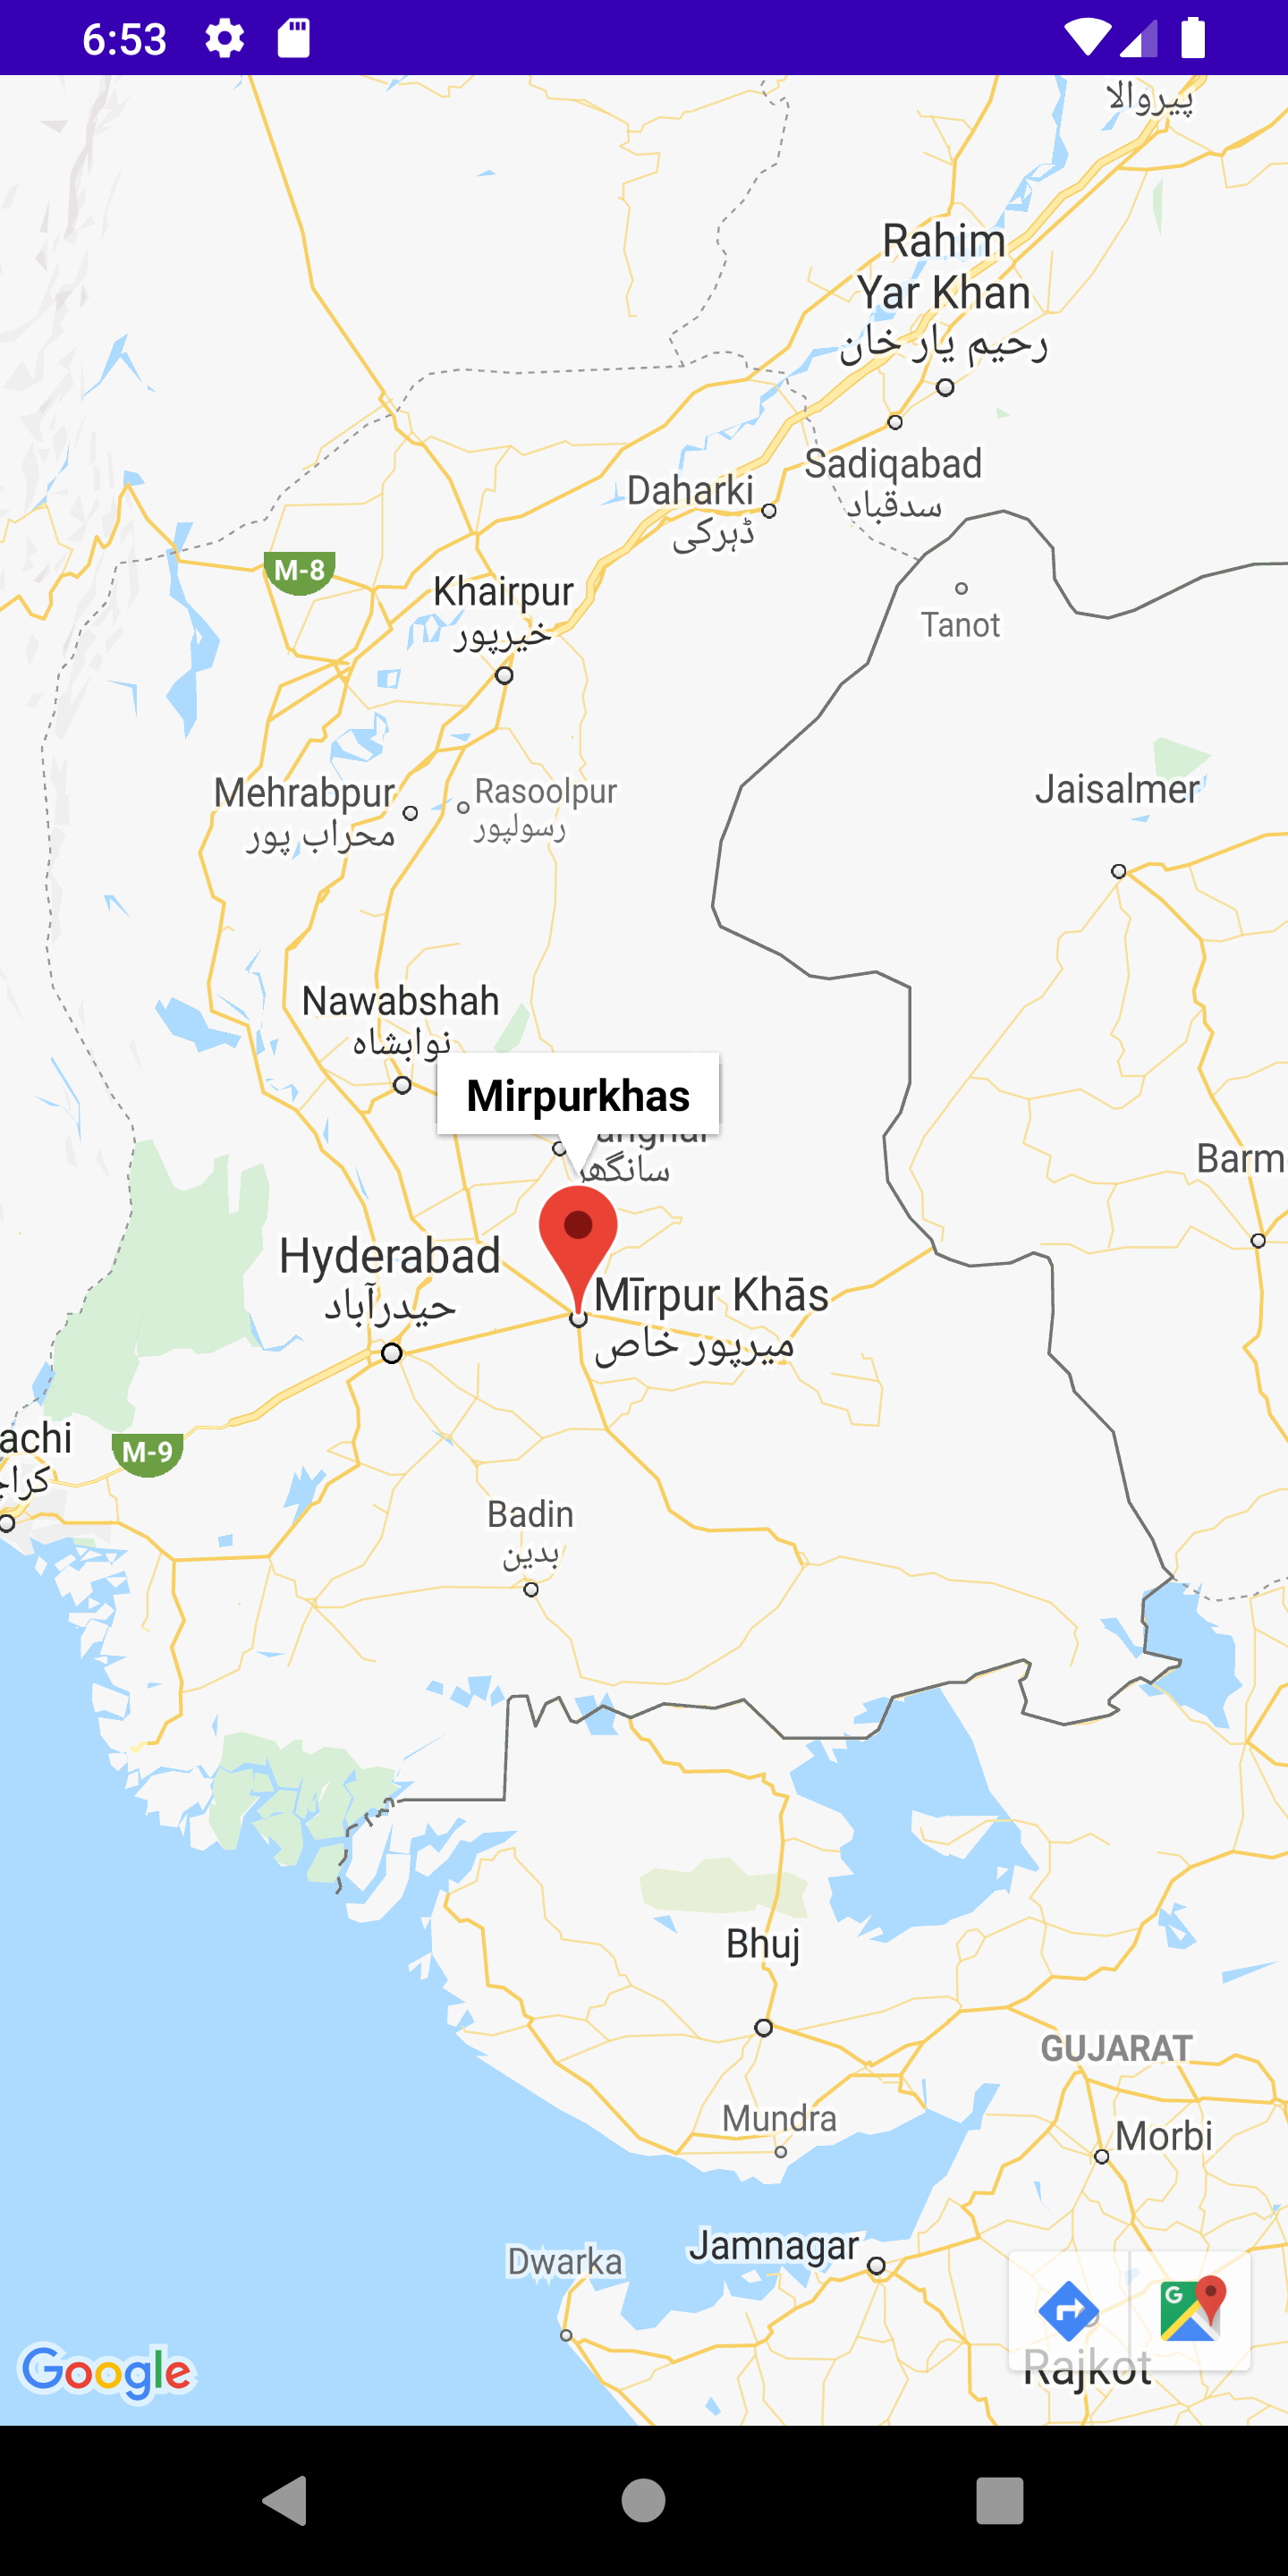 6:53
پیروالا
Rahim
Yar Khan
رحیم یار خان
Sadiqabad
سدقباد
Daharki
ڈہرکی
M-8
Khairpur
خیرپور
Tanot
Jaisalmer
Mehrabpur
محراب پور
Rasoolpur
رسولپور
Nawabshah
نوابشاہ
Mirpurkhas
سانگھڑ
Barm
Hyderabad
حیدرآباد
Mīrpur Khās
میرپور خاص
achi
M-9
Badin
بدین
Bhuj
GUJARAT
Mundra
Morbi
Jamnagar
Dwarka
G
Rajkot
Google